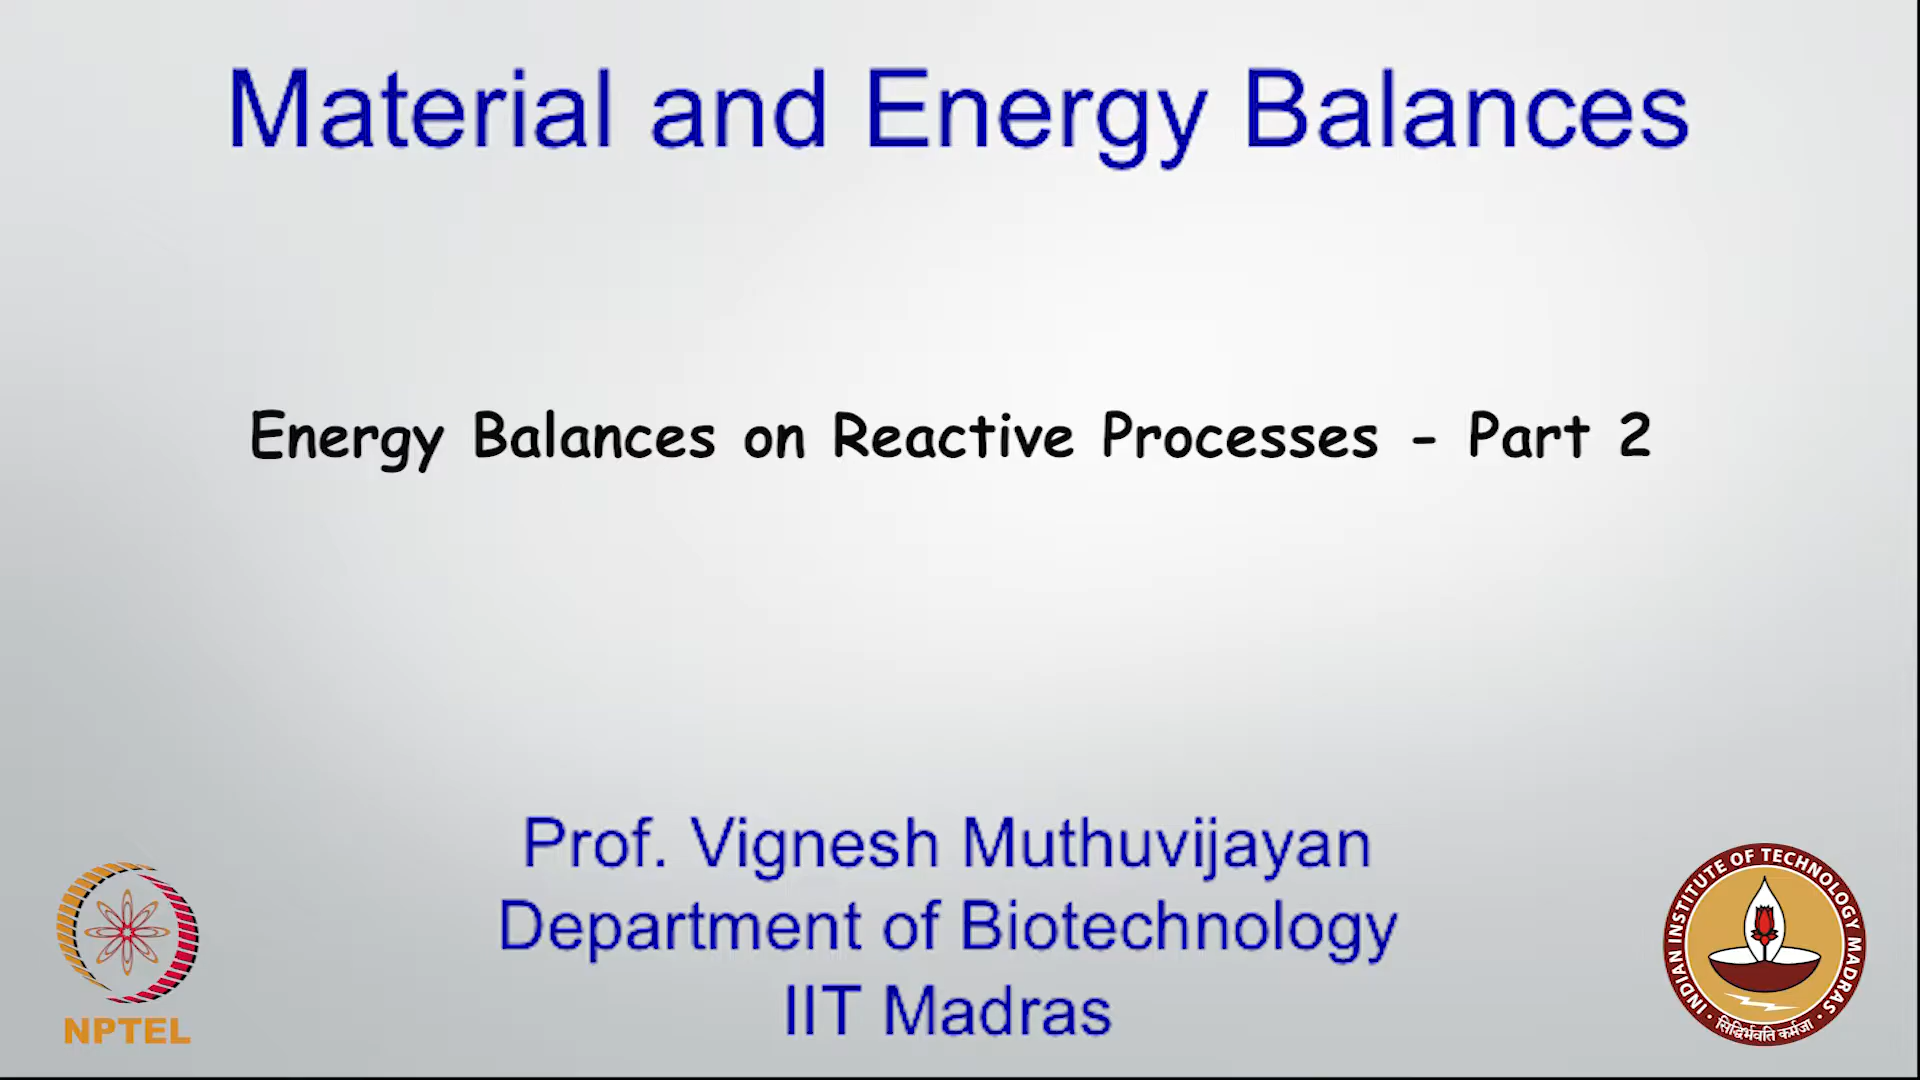 Material and Energy Balances
Energy Balances on Reactive Processes - Part 2
Prof. Vignesh Muthuvijayan
Department of Biotechnology
IIT Madras
NPTEL
INDIAN INSTITUTE OF TECHNOLOGY MADRAS
सिद्धिर्भवति कर्मजा